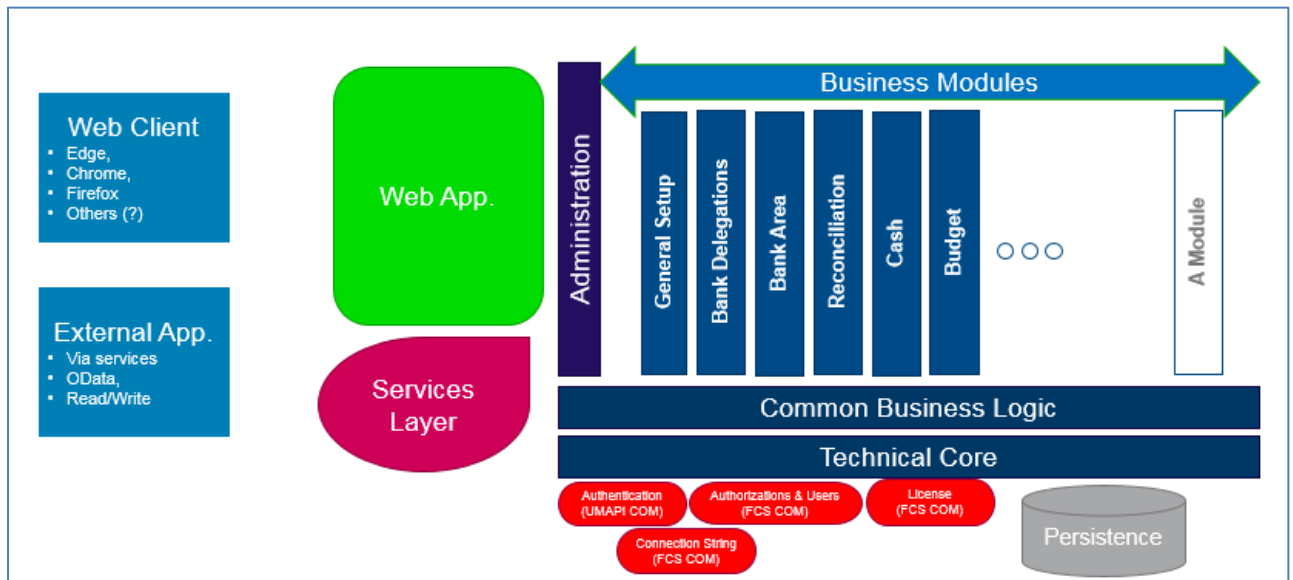 Web Client
• Edge,
• Chrome,
• Firefox
• Others (?)
External App.
• Via services
• OData,
• Read/Write
Web App.
Services
Layer
Administration
Business Modules
General Setup
Bank Delegations
Bank Area
Reconciliation
Cash
Budget
A Module
Common Business Logic
Technical Core
Authentication
(UMAPI COM)
Authorizations & Users
(FCS COM)
License
(FCS COM)
Connection String
(FCS COM)
Persistence